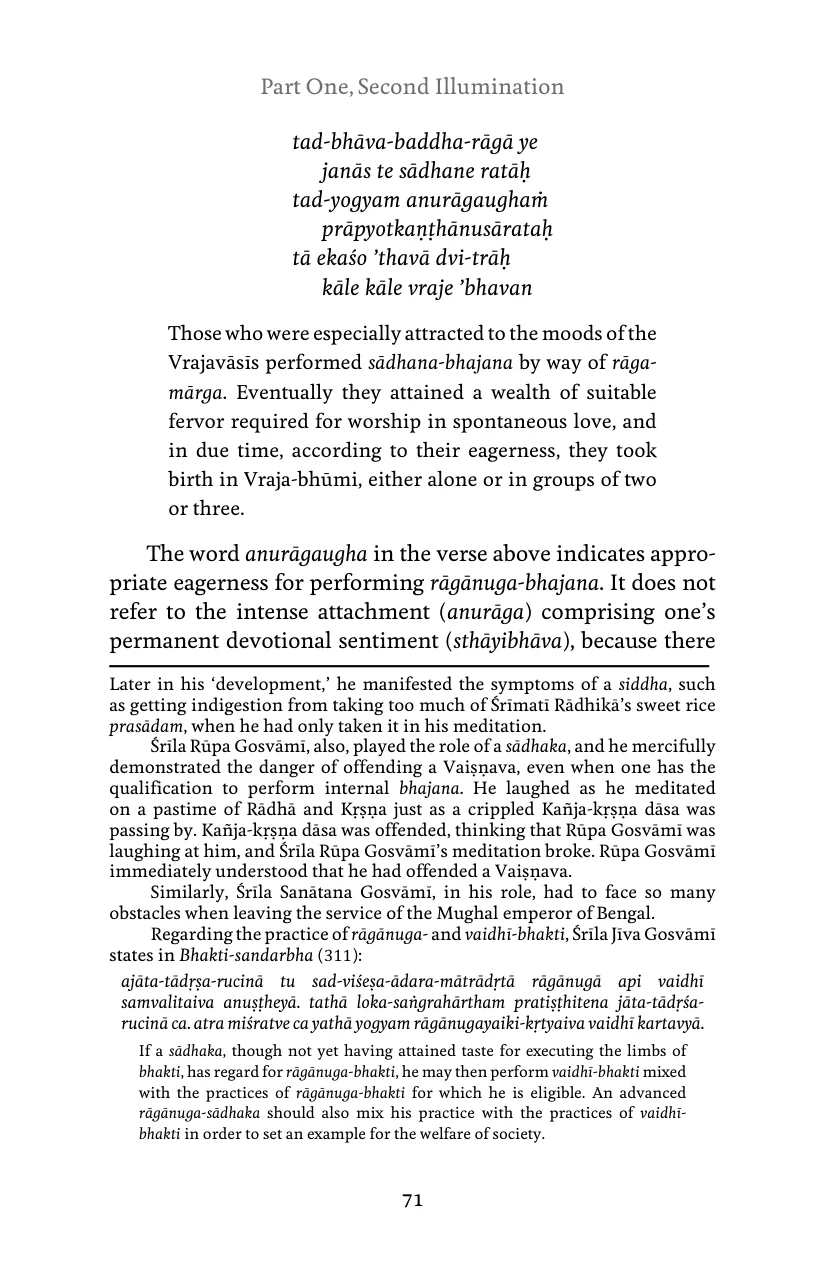 Part One, Second Illumination
tad-bhāva-baddha-rāgā ye
janās te sādhane ratāḥ
tad-yogyam anurāgaughaṁ
prāpyotkaṇṭhānusārataḥ
tā ekaśo ’thavā dvi-trāḥ
kāle kāle vraje ’bhavan
Those who were especially attracted to the moods of the
Vrajavāsīs performed sādhana-bhajana by way of rāga-
mārga. Eventually they attained a wealth of suitable
fervor required for worship in spontaneous love, and
in due time, according to their eagerness, they took
birth in Vraja-bhūmi, either alone or in groups of two
or three.
The word anurāgaugha in the verse above indicates appro-
priate eagerness for performing rāgānuga-bhajana. It does not
refer to the intense attachment (anurāga) comprising one’s
permanent devotional sentiment (sthāyibhāva), because there
Later in his ‘development,’ he manifested the symptoms of a siddha, such
as getting indigestion from taking too much of Śrīmatī Rādhikā’s sweet rice
prasādam, when he had only taken it in his meditation.
Śrīla Rūpa Gosvāmī, also, played the role of a sādhaka, and he mercifully
demonstrated the danger of offending a Vaiṣṇava, even when one has the
qualification to perform internal bhajana. He laughed as he meditated
on a pastime of Rādhā and Kṛṣṇa just as a crippled Kañja-kṛṣṇa dāsa was
passing by. Kañja-kṛṣṇa dāsa was offended, thinking that Rūpa Gosvāmī was
laughing at him, and Śrīla Rūpa Gosvāmī’s meditation broke. Rūpa Gosvāmī
immediately understood that he had offended a Vaiṣṇava.
Similarly, Śrīla Sanātana Gosvāmī, in his role, had to face so many
obstacles when leaving the service of the Mughal emperor of Bengal.
Regarding the practice of rāgānuga- and vaidhī-bhakti, Śrīla Jīva Gosvāmī
states in Bhakti-sandarbha (311):
ajāta-tādṛṣa-rucinā tu sad-viśeṣa-ādara-mātrādṛtā rāgānugā api vaidhī
samvalitaiva anuṣṭheyā. tathā loka-saṅgrahārtham pratiṣṭhitena jāta-tādṛśa-
rucinā ca. atra miśratve ca yathā yogyam rāgānugayaiki-kṛtyaiva vaidhī kartavyā.
If a sādhaka, though not yet having attained taste for executing the limbs of
bhakti, has regard for rāgānuga-bhakti, he may then perform vaidhī-bhakti mixed
with the practices of rāgānuga-bhakti for which he is eligible. An advanced
rāgānuga-sādhaka should also mix his practice with the practices of vaidhī-
bhakti in order to set an example for the welfare of society.
71